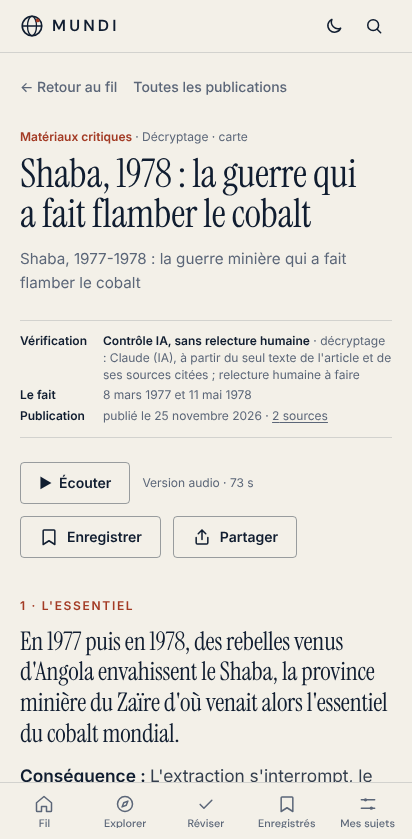 MUNDI
← Retour au fil Toutes les publications
Matériaux critiques · Décryptage · carte
Shaba, 1978 : la guerre qui
a fait flamber le cobalt
Shaba, 1977-1978 : la guerre minière qui a fait
flamber le cobalt
Vérification Contrôle IA, sans relecture humaine · décryptage
: Claude (IA), à partir du seul texte de l'article et de
ses sources citées ; relecture humaine à faire
Le fait 8 mars 1977 et 11 mai 1978
Publication publié le 25 novembre 2026 · 2 sources
Écouter Version audio · 73 s
Enregistrer Partager
1 · L'ESSENTIEL
En 1977 puis en 1978, des rebelles venus
d'Angola envahissent le Shaba, la province
minière du Zaïre d'où venait alors l'essentiel
du cobalt mondial.
Conséquence : L'extraction s'interrompt, le
Fil Explorer Réviser Enregistrés Mes sujets